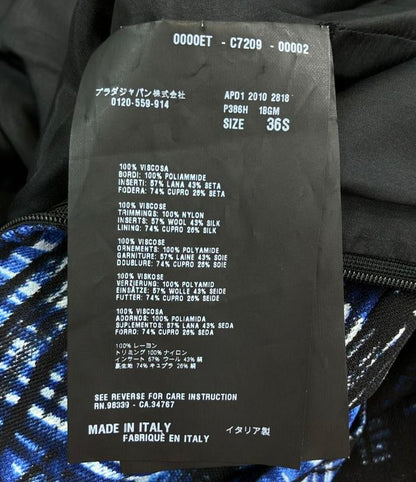 0000ET - C7209 - 00002
プラダジャパン株式会社
0120-559-914
APD1 2010 2818
P386H 18GM
SIZE 36S
100% VISCOSA
BORDI: 100% POLIAMMIDE
INSERTI: 57% LANA 43% SETA
FODERA: 74% CUPRO 26% SETA
100% VISCOSE
TRIMMINGS: 100% NYLON
INSERTS: 57% WOOL 43% SILK
LINING: 74% CUPRO 26% SILK
100% VISCOSE
ORNEMENTS: 100% POLYAMIDE
GARNITURE: 57% LAINE 43% SOIE
DOUBLURE: 74% CUPRO 26% SOIE
100% VISKOSE
VERZIERUNG: 100% POLYAMID
EINSÄTZE: 57% WOLLE 43% SEIDE
FUTTER: 74% CUPRO 26% SEIDE
100% VISCOSA
ADORNOS: 100% POLIAMIDA
SUPLEMENTOS: 57% LANA 43% SEDA
FORRO: 74% CUPRO 26% SEDA
100% レーヨン
トリミング 100% ナイロン
インサート 57% ウール 43% 絹
裏生地 74% キュプラ 26% 絹
SEE REVERSE FOR CARE INSTRUCTION
RN.98339 - CA.34767
MADE IN ITALY
FABRIQUÉ EN ITALY
イタリア製